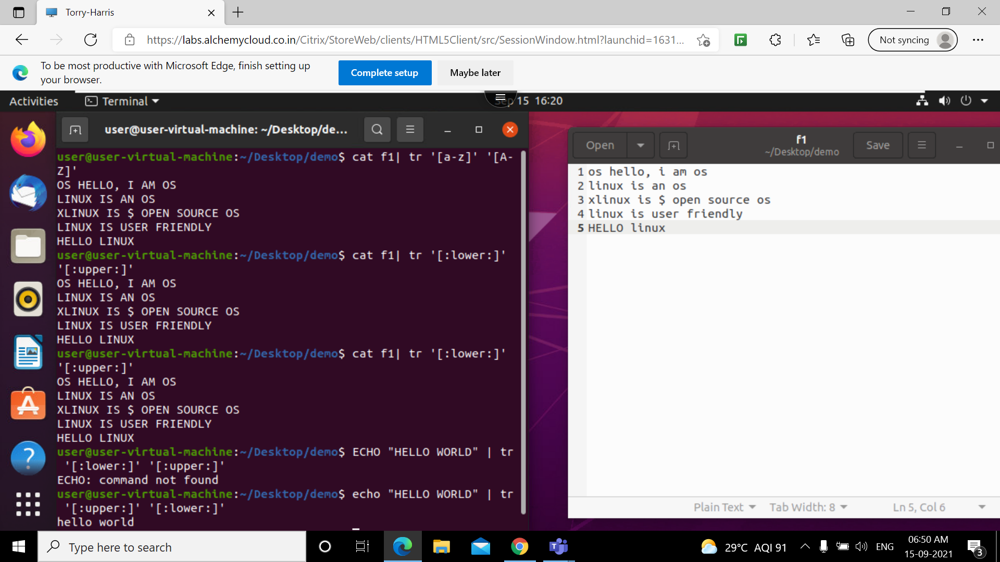 Torry-Harris
https://labs.alchemycloud.co.in/Citrix/StoreWeb/clients/HTML5Client/src/SessionWindow.html?launchid=1631...
Not syncing
To be most productive with Microsoft Edge, finish setting up
your browser.
Complete setup
Maybe later
Activities
Terminal
Sep 15 16:20
user@user-virtual-machine: ~/Desktop/de...
user@user-virtual-machine:~/Desktop/demo$ cat f1| tr '[a-z]' '[A-
Z]'
OS HELLO, I AM OS
LINUX IS AN OS
XLINUX IS $ OPEN SOURCE OS
LINUX IS USER FRIENDLY
HELLO LINUX
user@user-virtual-machine:~/Desktop/demo$ cat f1| tr '[:lower:]'
'[:upper:]'
OS HELLO, I AM OS
LINUX IS AN OS
XLINUX IS $ OPEN SOURCE OS
LINUX IS USER FRIENDLY
HELLO LINUX
user@user-virtual-machine:~/Desktop/demo$ cat f1| tr '[:lower:]'
'[:upper:]'
OS HELLO, I AM OS
LINUX IS AN OS
XLINUX IS $ OPEN SOURCE OS
LINUX IS USER FRIENDLY
HELLO LINUX
user@user-virtual-machine:~/Desktop/demo$ ECHO "HELLO WORLD" | tr
'[:lower:]' '[:upper:]'
ECHO: command not found
user@user-virtual-machine:~/Desktop/demo$ echo "HELLO WORLD" | tr
'[:upper:]' '[:lower:]'
hello world
Open
f1
~/Desktop/demo
Save
1 os hello, i am os
2 linux is an os
3 xlinux is $ open source os
4 linux is user friendly
5 HELLO linux
Plain Text
Tab Width: 8
Ln 5, Col 6
Type here to search
29°C AQI 91
ENG
06:50 AM
15-09-2021
3